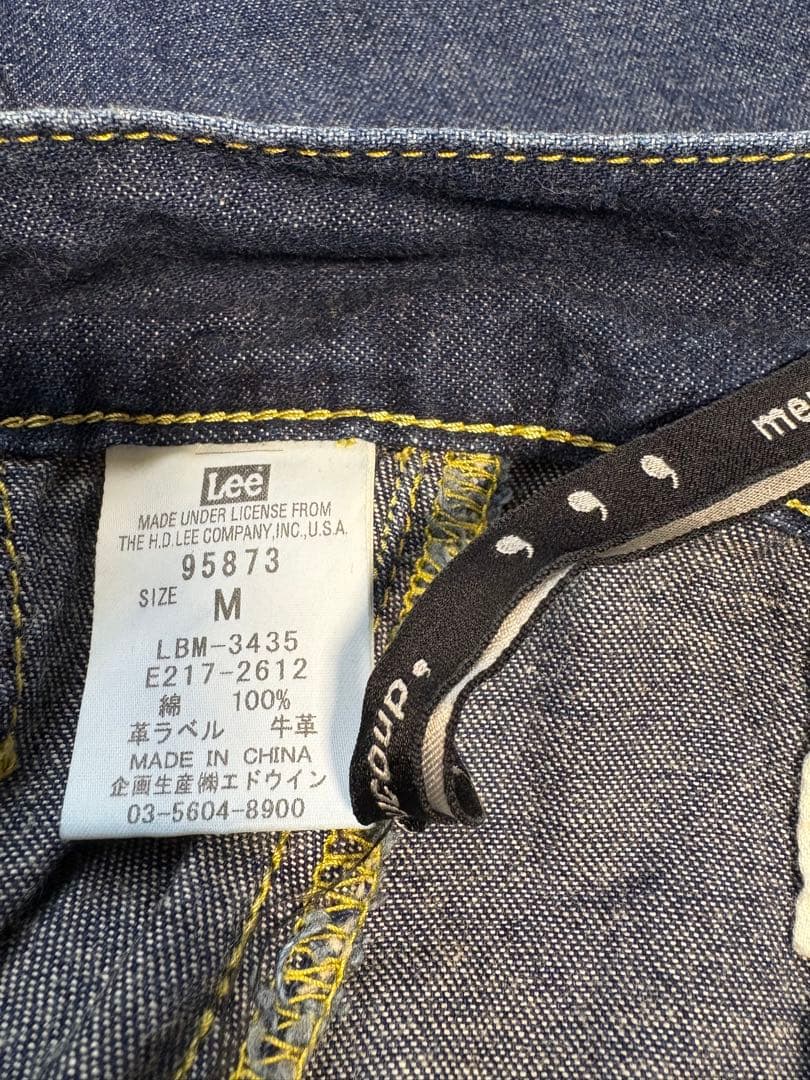 Lee
MADE UNDER LICENSE FROM
THE H.D.LEE COMPANY,INC.,U.S.A.
95873
SIZE M
LBM-3435
E217-2612
綿 100%
革ラベル 牛革
MADE IN CHINA
企画生産㈱エドウイン
03-5604-8900